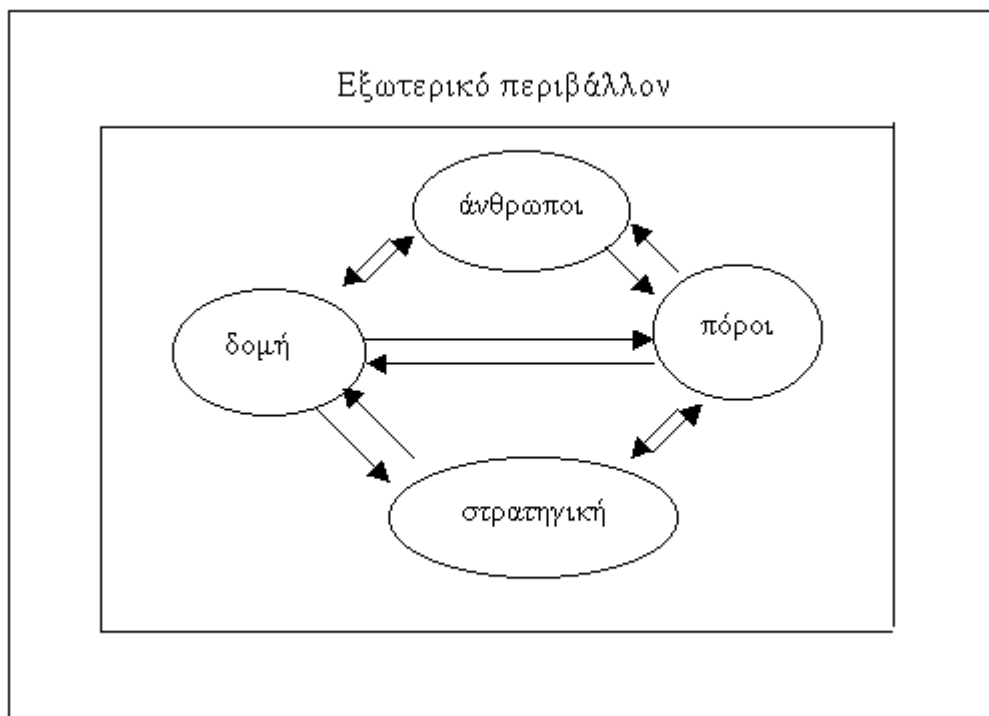 Εξωτερικό περιβάλλον
άνθρωποι
πόροι
δομή
στρατηγική